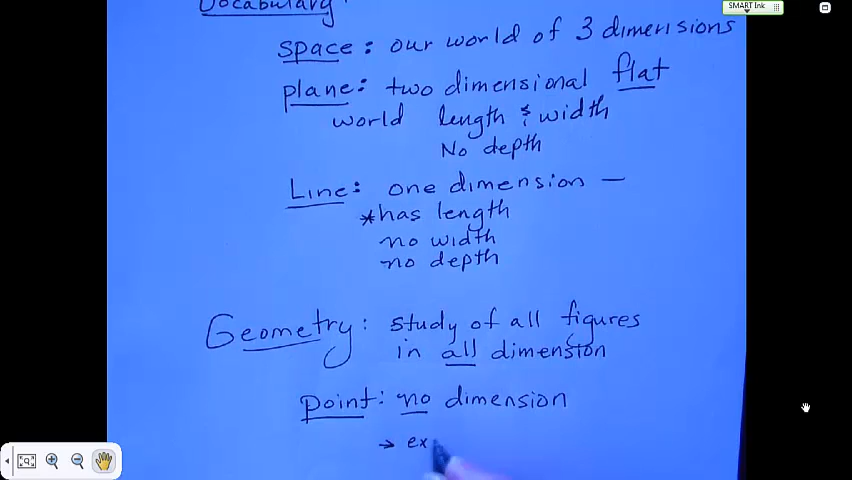 Vocabulary:
SMART Ink
space: our world of 3 dimensions
plane: two dimensional flat
world length & width
No depth
Line: one dimension —
*has length
no width
no depth
Geometry: study of all figures
in all dimension
point: no dimension
→ ex